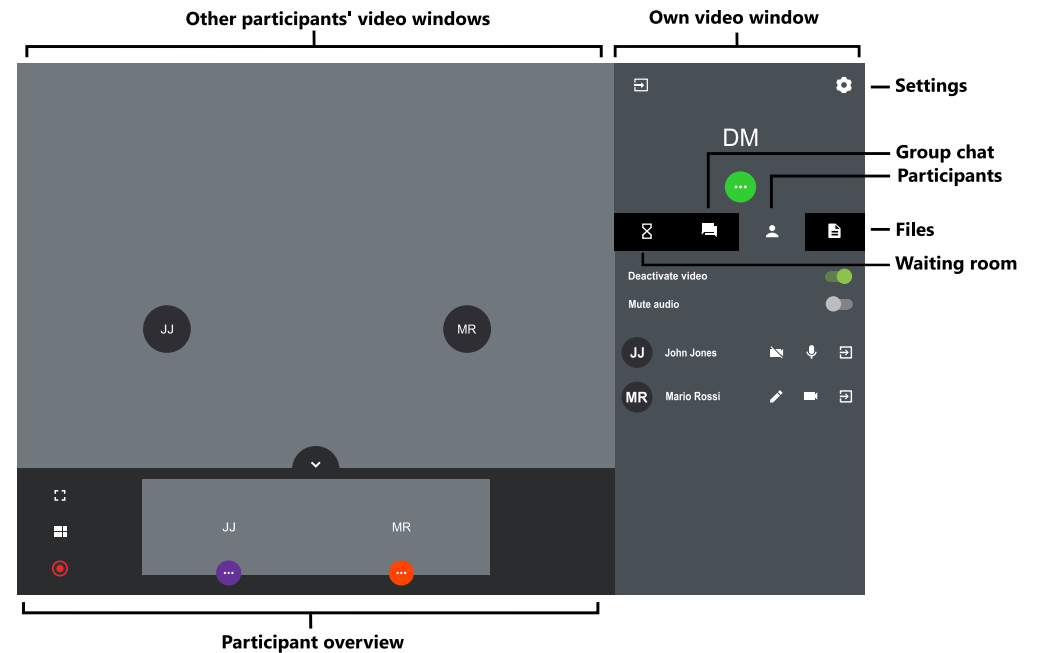 Other participants' video windows
Own video window
Settings
DM
Group chat
Participants
Files
Waiting room
Deactivate video
Mute audio
JJ
MR
JJ John Jones
MR Mario Rossi
JJ
MR
Participant overview